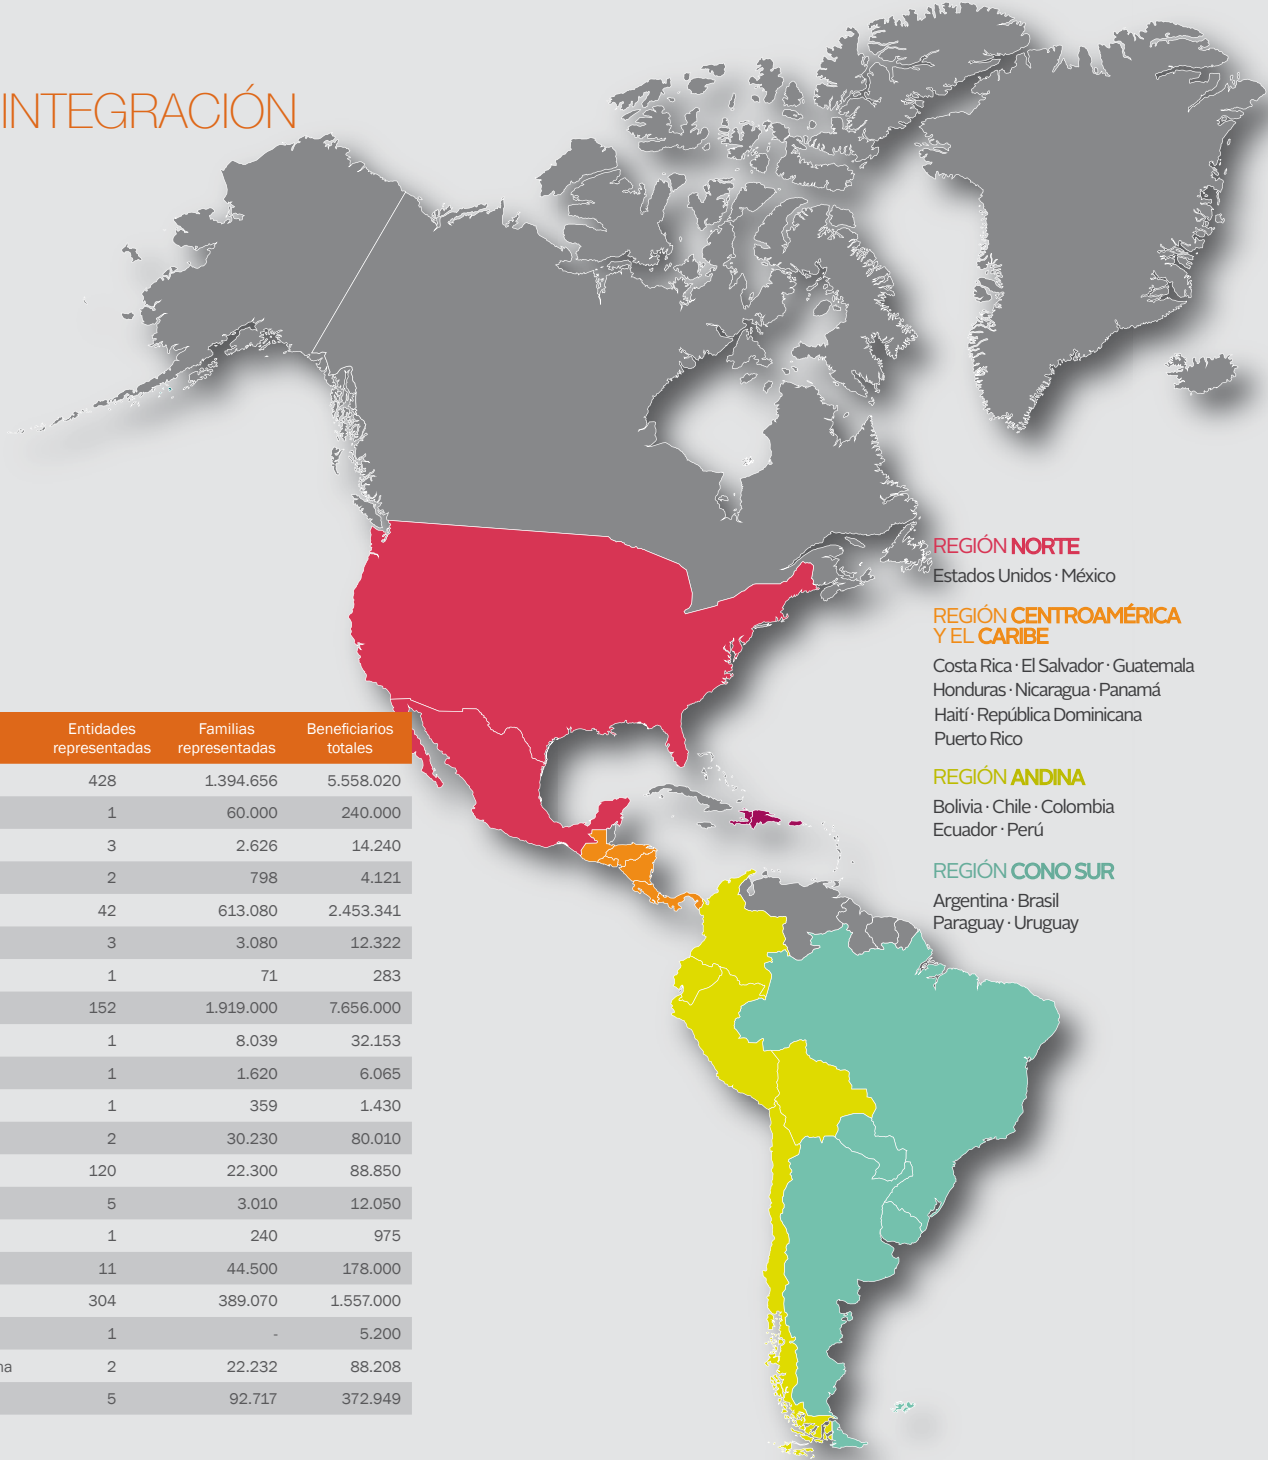 INTEGRACIÓN
REGIÓN NORTE
Estados Unidos · México
REGIÓN CENTROAMÉRICA
Y EL CARIBE
Costa Rica · El Salvador · Guatemala
Honduras · Nicaragua · Panamá
Haití · República Dominicana
Puerto Rico
REGIÓN ANDINA
Bolivia · Chile · Colombia
Ecuador · Perú
REGIÓN CONO SUR
Argentina · Brasil
Paraguay · Uruguay
Entidades representadas Familias representadas Beneficiarios totales
428 1.394.656 5.558.020
1 60.000 240.000
3 2.626 14.240
2 798 4.121
42 613.080 2.453.341
3 3.080 12.322
1 71 283
152 1.919.000 7.656.000
1 8.039 32.153
1 1.620 6.065
1 359 1.430
2 30.230 80.010
120 22.300 88.850
5 3.010 12.050
1 240 975
11 44.500 178.000
304 389.070 1.557.000
1 - 5.200
na 2 22.232 88.208
5 92.717 372.949